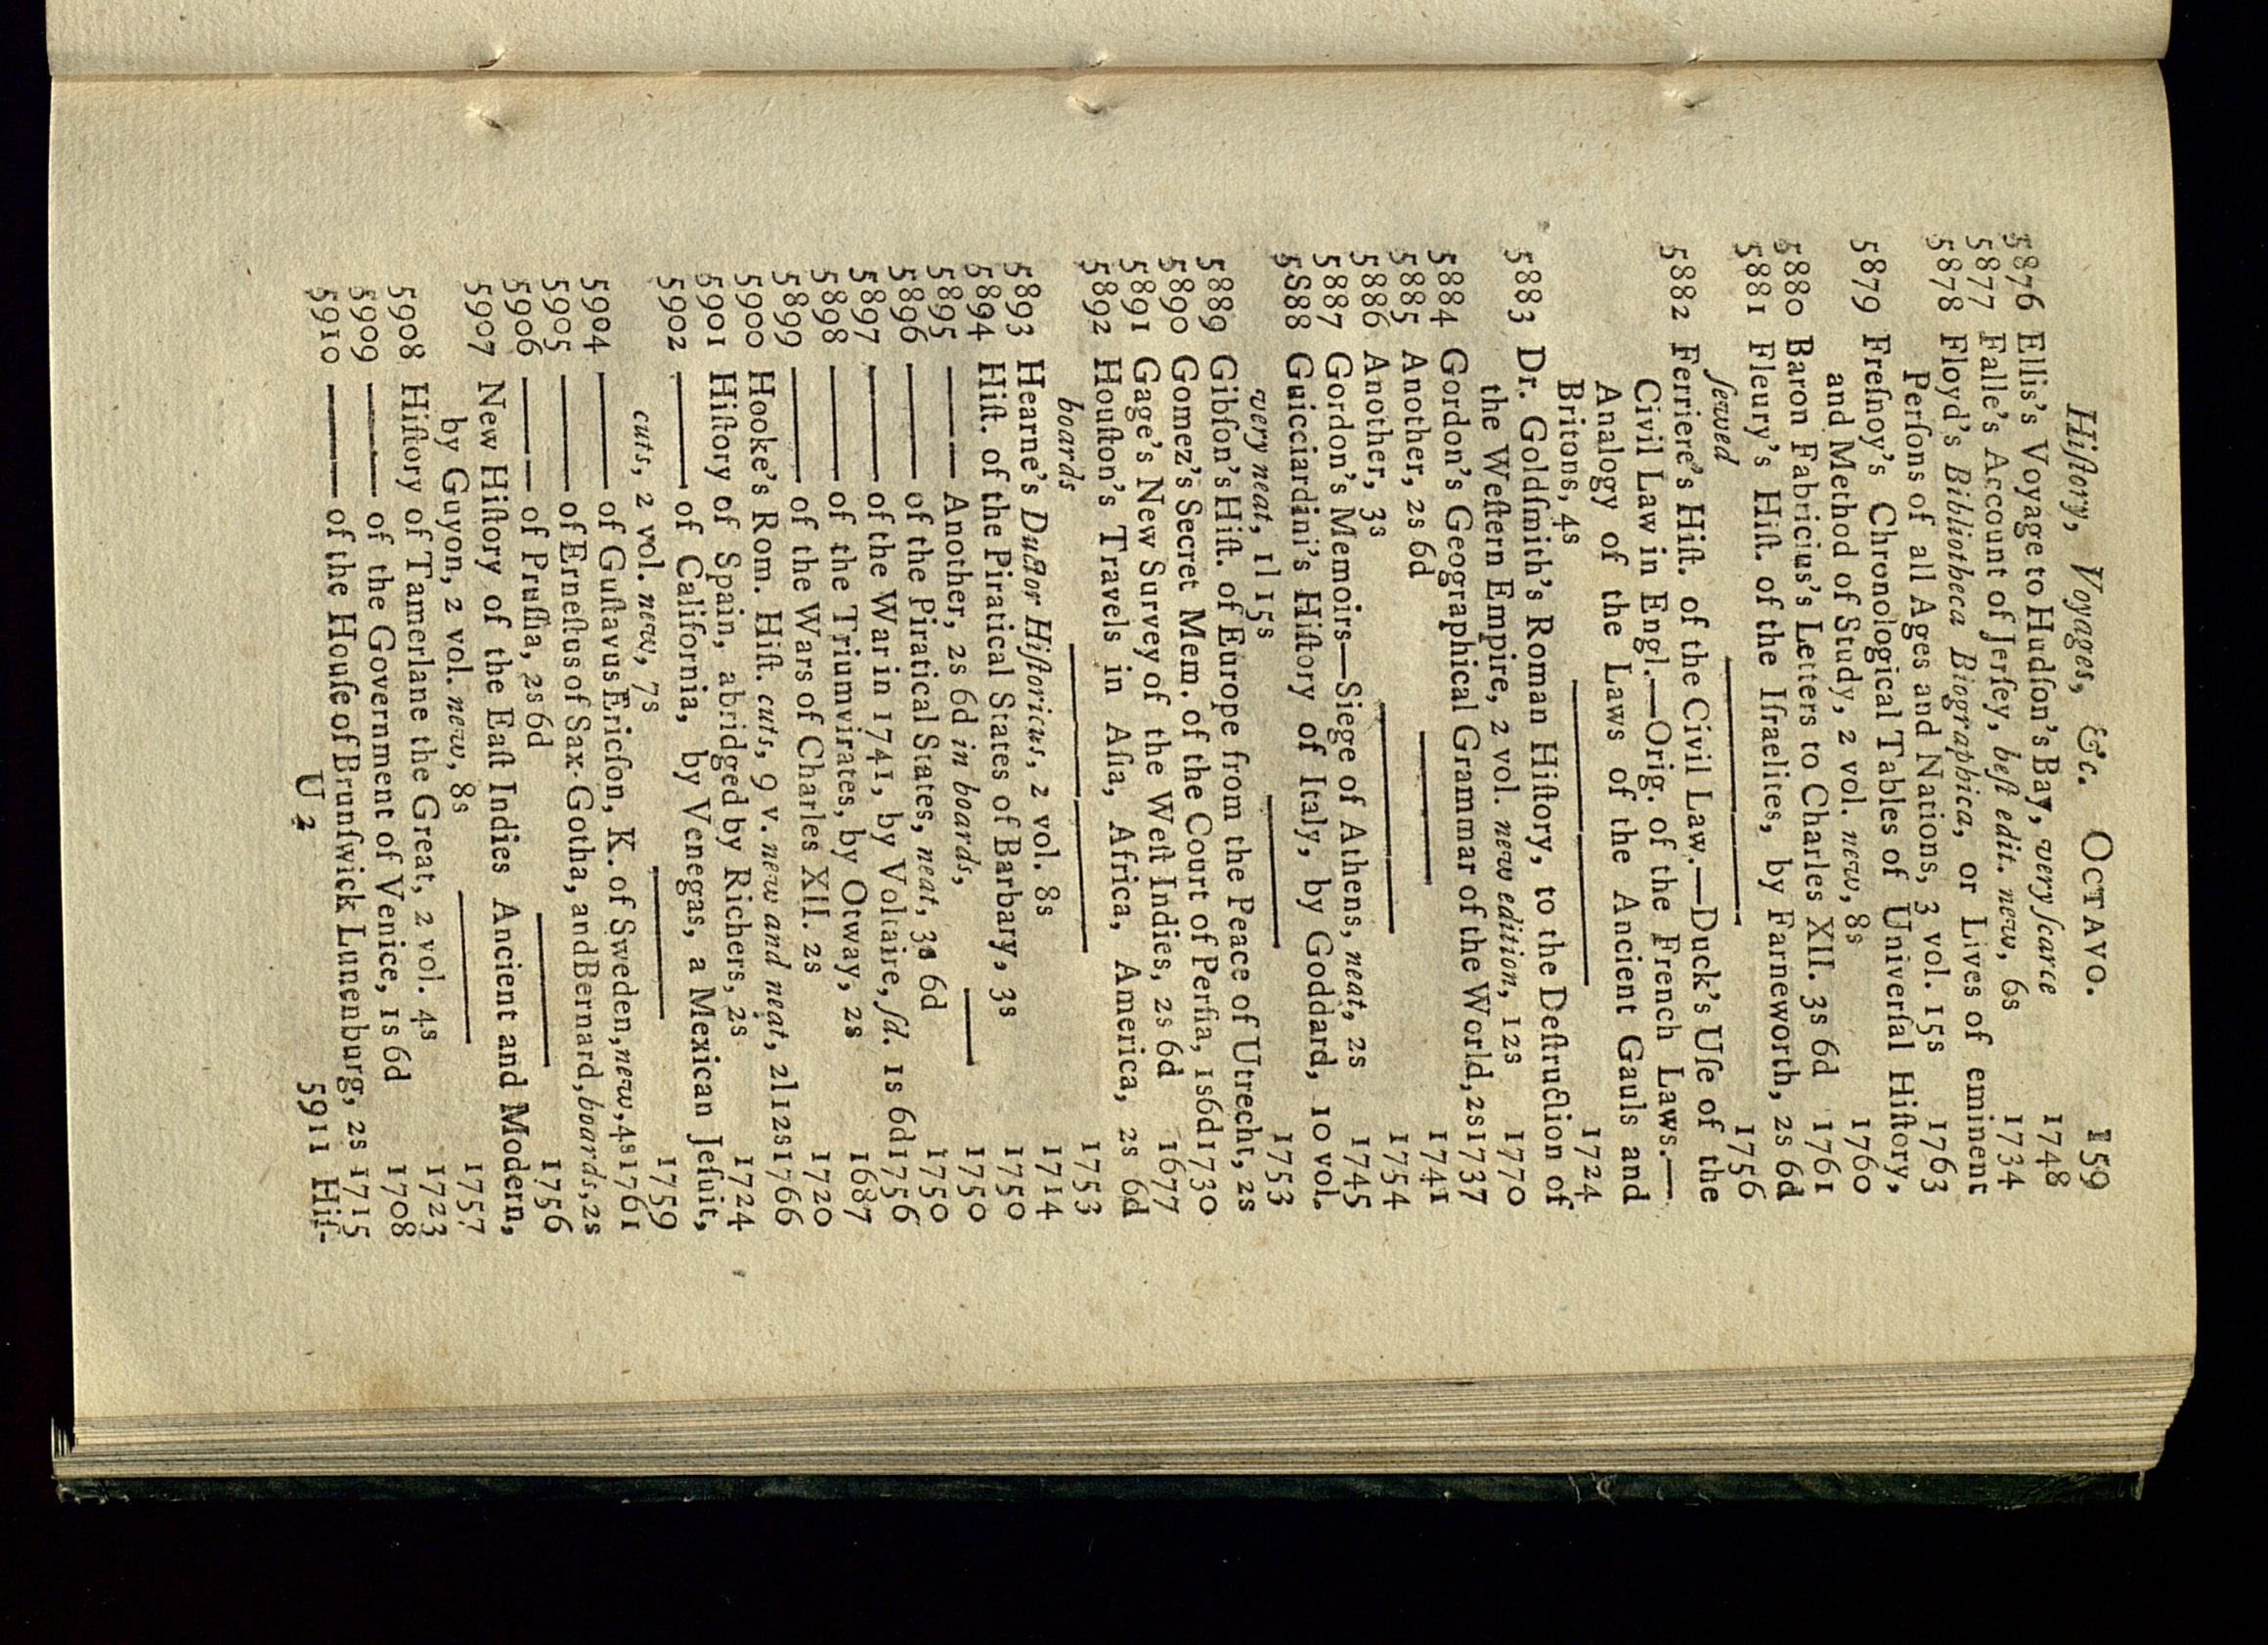 Hiſtory, Voyages, &c. OCTAVO. 159
5876 Ellis's Voyage to Hudſon's Bay, very ſcarce 1748
5877 Falle's Account of Jerſey, beſt edit. new, 6s 1734
5878 Floyd's Bibliotheca Biographica, or Lives of eminent
Perſons of all Ages and Nations, 3 vol. 15s 1763
5879 Freſnoy's Chronological Tables of Univerſal Hiſtory,
and Method of Study, 2 vol. new, 8s 1760
5880 Baron Fabricius's Letters to Charles XII. 3s 6d 1761
5881 Fleury's Hiſt. of the Iſraelites, by Farneworth, 2s 6d
ſewed —— 1756
5882 Ferriere's Hiſt. of the Civil Law.—Duck's Uſe of the
Civil Law in Engl.—Orig. of the French Laws.—
Analogy of the Laws of the Ancient Gauls and
Britons, 4s —— 1724
5883 Dr. Goldſmith's Roman Hiſtory, to the Deſtruction of
the Weſtern Empire, 2 vol. new edition, 12s 1770
5884 Gordon's Geographical Grammar of the World, 2s 1737
5885 Another, 2s 6d —— 1741
5886 Another, 3s —— 1754
5887 Gordon's Memoirs—Siege of Athens, neat, 2s 1745
5S88 Guicciardini's Hiſtory of Italy, by Goddard, 10 vol.
very neat, 1l 15s —— 1753
5889 Gibſon's Hiſt. of Europe from the Peace of Utrecht, 2s
5890 Gomez's Secret Mem. of the Court of Perſia, 1s6d 1730
5891 Gage's New Survey of the Weſt Indies, 2s 6d 1677
5892 Houſton's Travels in Aſia, Africa, America, 2s 6d
boards —— 1753
5893 Hearne's Ductor Hiſtoricus, 2 vol. 8s 1714
5894 Hiſt. of the Piratical States of Barbary, 3s 1750
5895 —— Another, 2s 6d in boards, —— 1750
5896 —— of the Piratical States, neat, 3s 6d 1750
5897 —— of the War in 1741, by Voltaire, ſd. 1s 6d 1756
5898 —— of the Triumvirates, by Otway, 2s 1687
5899 —— of the Wars of Charles XII. 2s 1720
5900 Hooke's Rom. Hiſt. cuts, 9 v. new and neat, 2l12s 1766
5901 Hiſtory of Spain, abridged by Richers, 2s 1724
5902 —— of California, by Venegas, a Mexican Jeſuit,
cuts, 2 vol. new, 7s —— 1759
5904 —— of Guſtavus Ericſon, K. of Sweden, new, 4s 1761
5905 —— of Erneſtus of Sax-Gotha, and Bernard, boards, 2s
5906 —— of Pruſſia, 2s 6d —— 1756
5907 New Hiſtory of the Eaſt Indies Ancient and Modern,
by Guyon, 2 vol. new, 8s —— 1757
5908 Hiſtory of Tamerlane the Great, 2 vol. 4s 1723
5909 —— of the Government of Venice, 1s 6d 1708
5910 —— of the Houſe of Brunſwick Lunenburg, 2s 1715
U 2 5911 Hiſ-